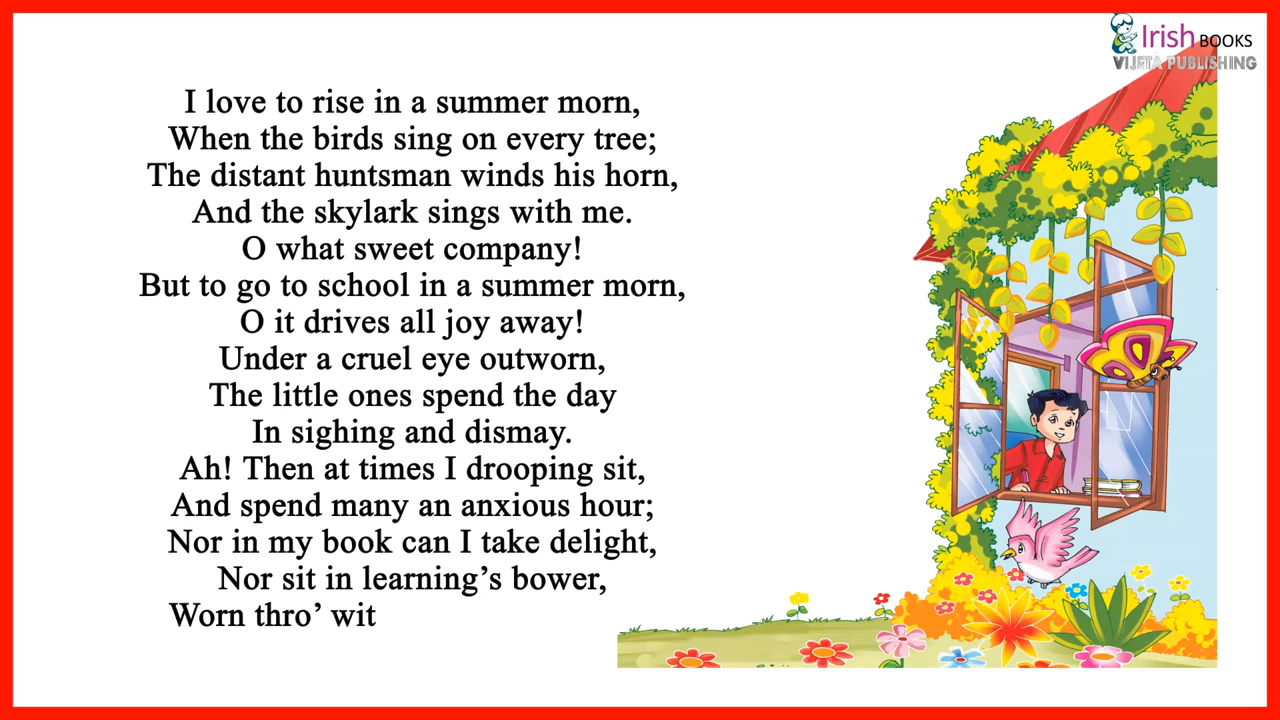 Irish BOOKS
VIJETA PUBLISHING
I love to rise in a summer morn,
When the birds sing on every tree;
The distant huntsman winds his horn,
And the skylark sings with me.
O what sweet company!
But to go to school in a summer morn,
O it drives all joy away!
Under a cruel eye outworn,
The little ones spend the day
In sighing and dismay.
Ah! Then at times I drooping sit,
And spend many an anxious hour;
Nor in my book can I take delight,
Nor sit in learning’s bower,
Worn thro’ wit